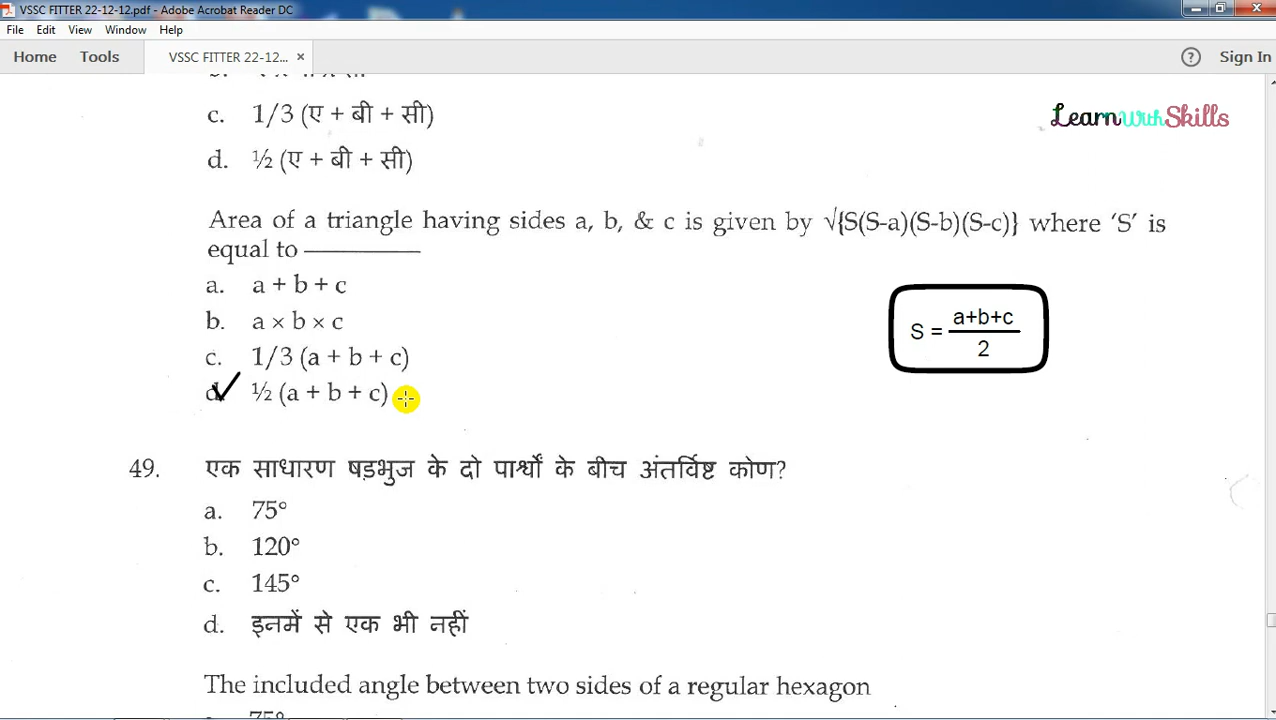 VSSC FITTER 22-12-12.pdf - Adobe Acrobat Reader DC
File Edit View Window Help
Home Tools VSSC FITTER 22-12... × ? Sign In
c. 1/3 (ए + बी + सी)
LearnWithSkills
d. ½ (ए + बी + सी)
Area of a triangle having sides a, b, & c is given by √{S(S-a)(S-b)(S-c)} where ‘S’ is
equal to ___________
a. a + b + c
b. a × b × c
c. 1/3 (a + b + c)
d. ½ (a + b + c)
S = a+b+c
2
49. एक साधारण षड़भुज के दो पार्श्वों के बीच अंतर्विष्ट कोण?
a. 75°
b. 120°
c. 145°
d. इनमें से एक भी नहीं
The included angle between two sides of a regular hexagon